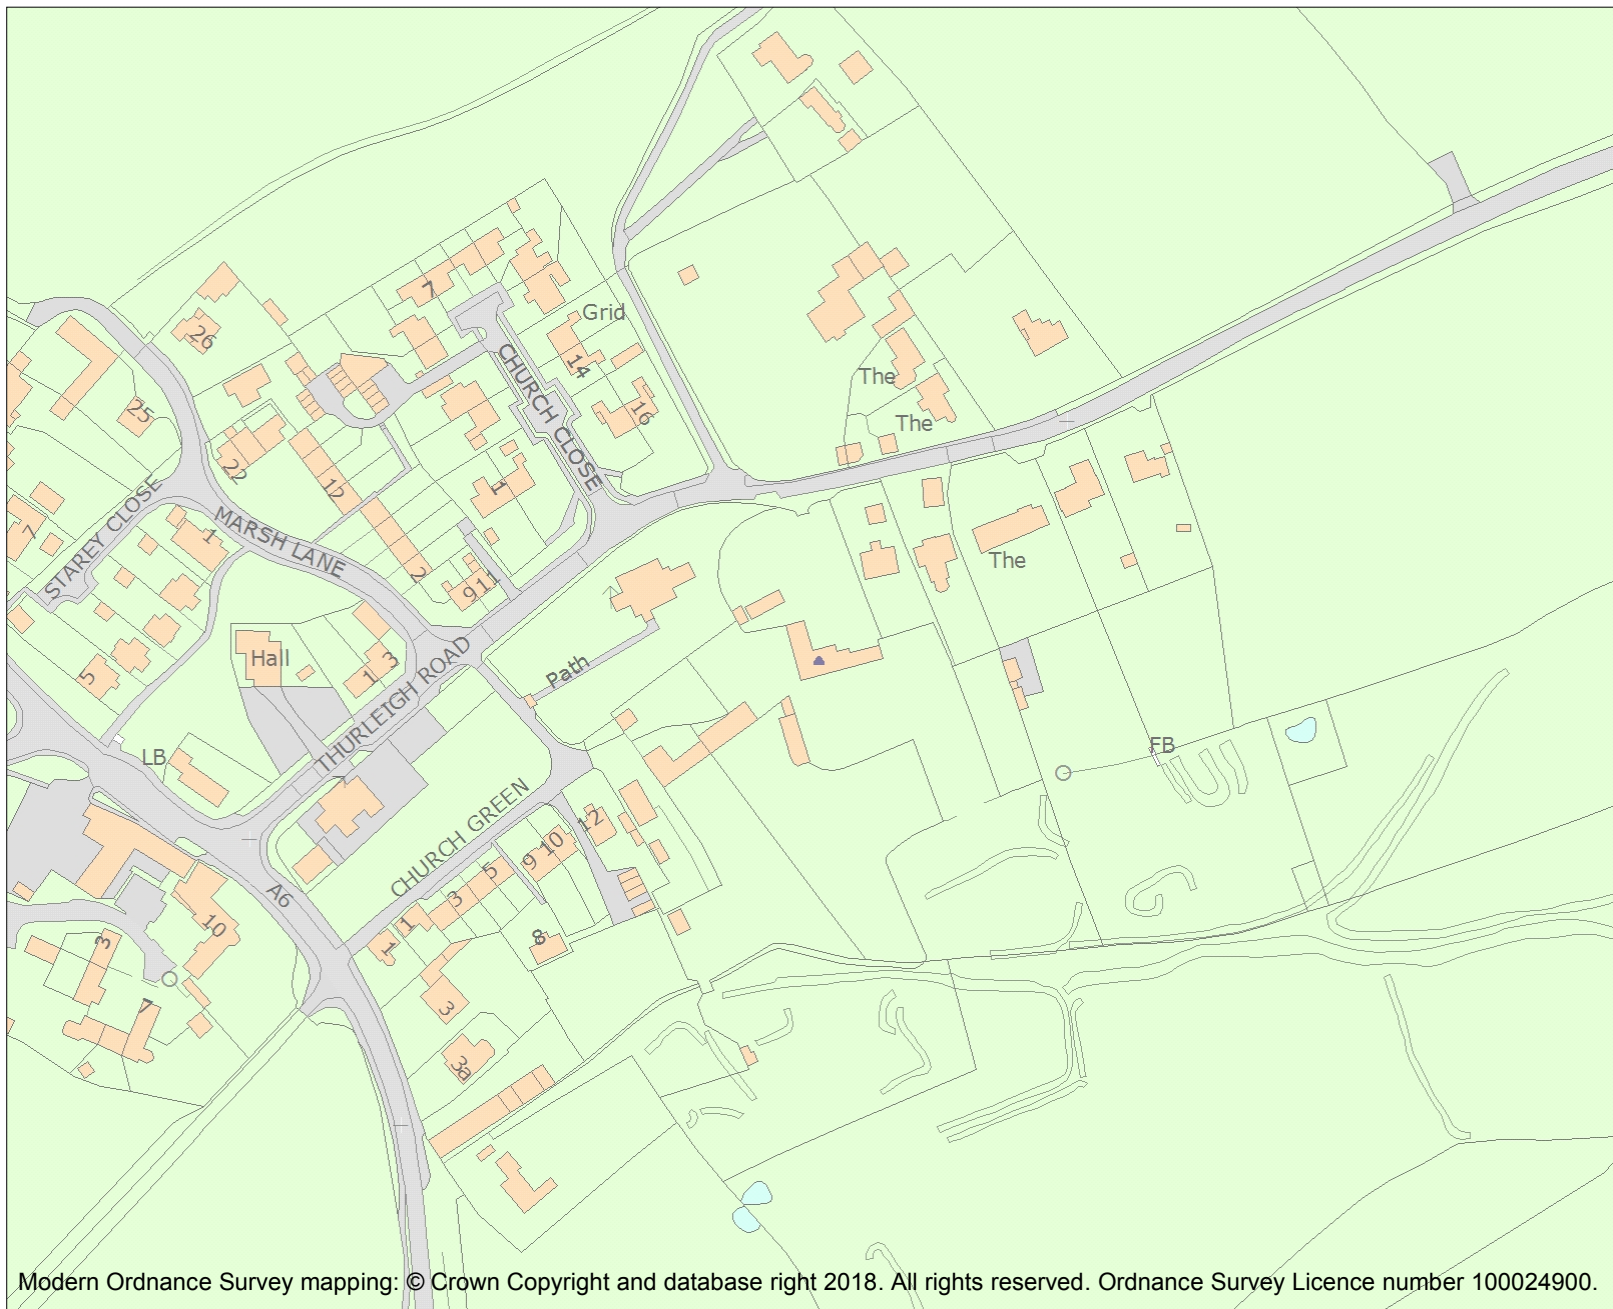 Grid
7
26
14
CHURCH CLOSE
The
16
25
The
22
12
1
STAREY CLOSE
7
1
MARSH LANE
The
2
9
11
Hall
3
1
Path
5
THURLEIGH ROAD
LB
FB
CHURCH GREEN
12
10
9
5
3
1
1
A6
10
8
3
7
3
3a
Modern Ordnance Survey mapping: © Crown Copyright and database right 2018. All rights reserved. Ordnance Survey Licence number 100024900.